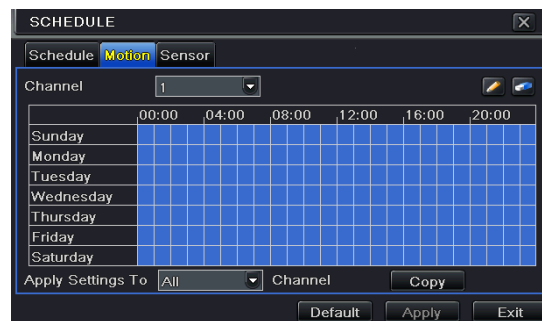 SCHEDULE
Schedule Motion Sensor
Channel 1
00:00 04:00 08:00 12:00 16:00 20:00
Sunday
Monday
Tuesday
Wednesday
Thursday
Friday
Saturday
Apply Settings To All Channel Copy
Default Apply Exit